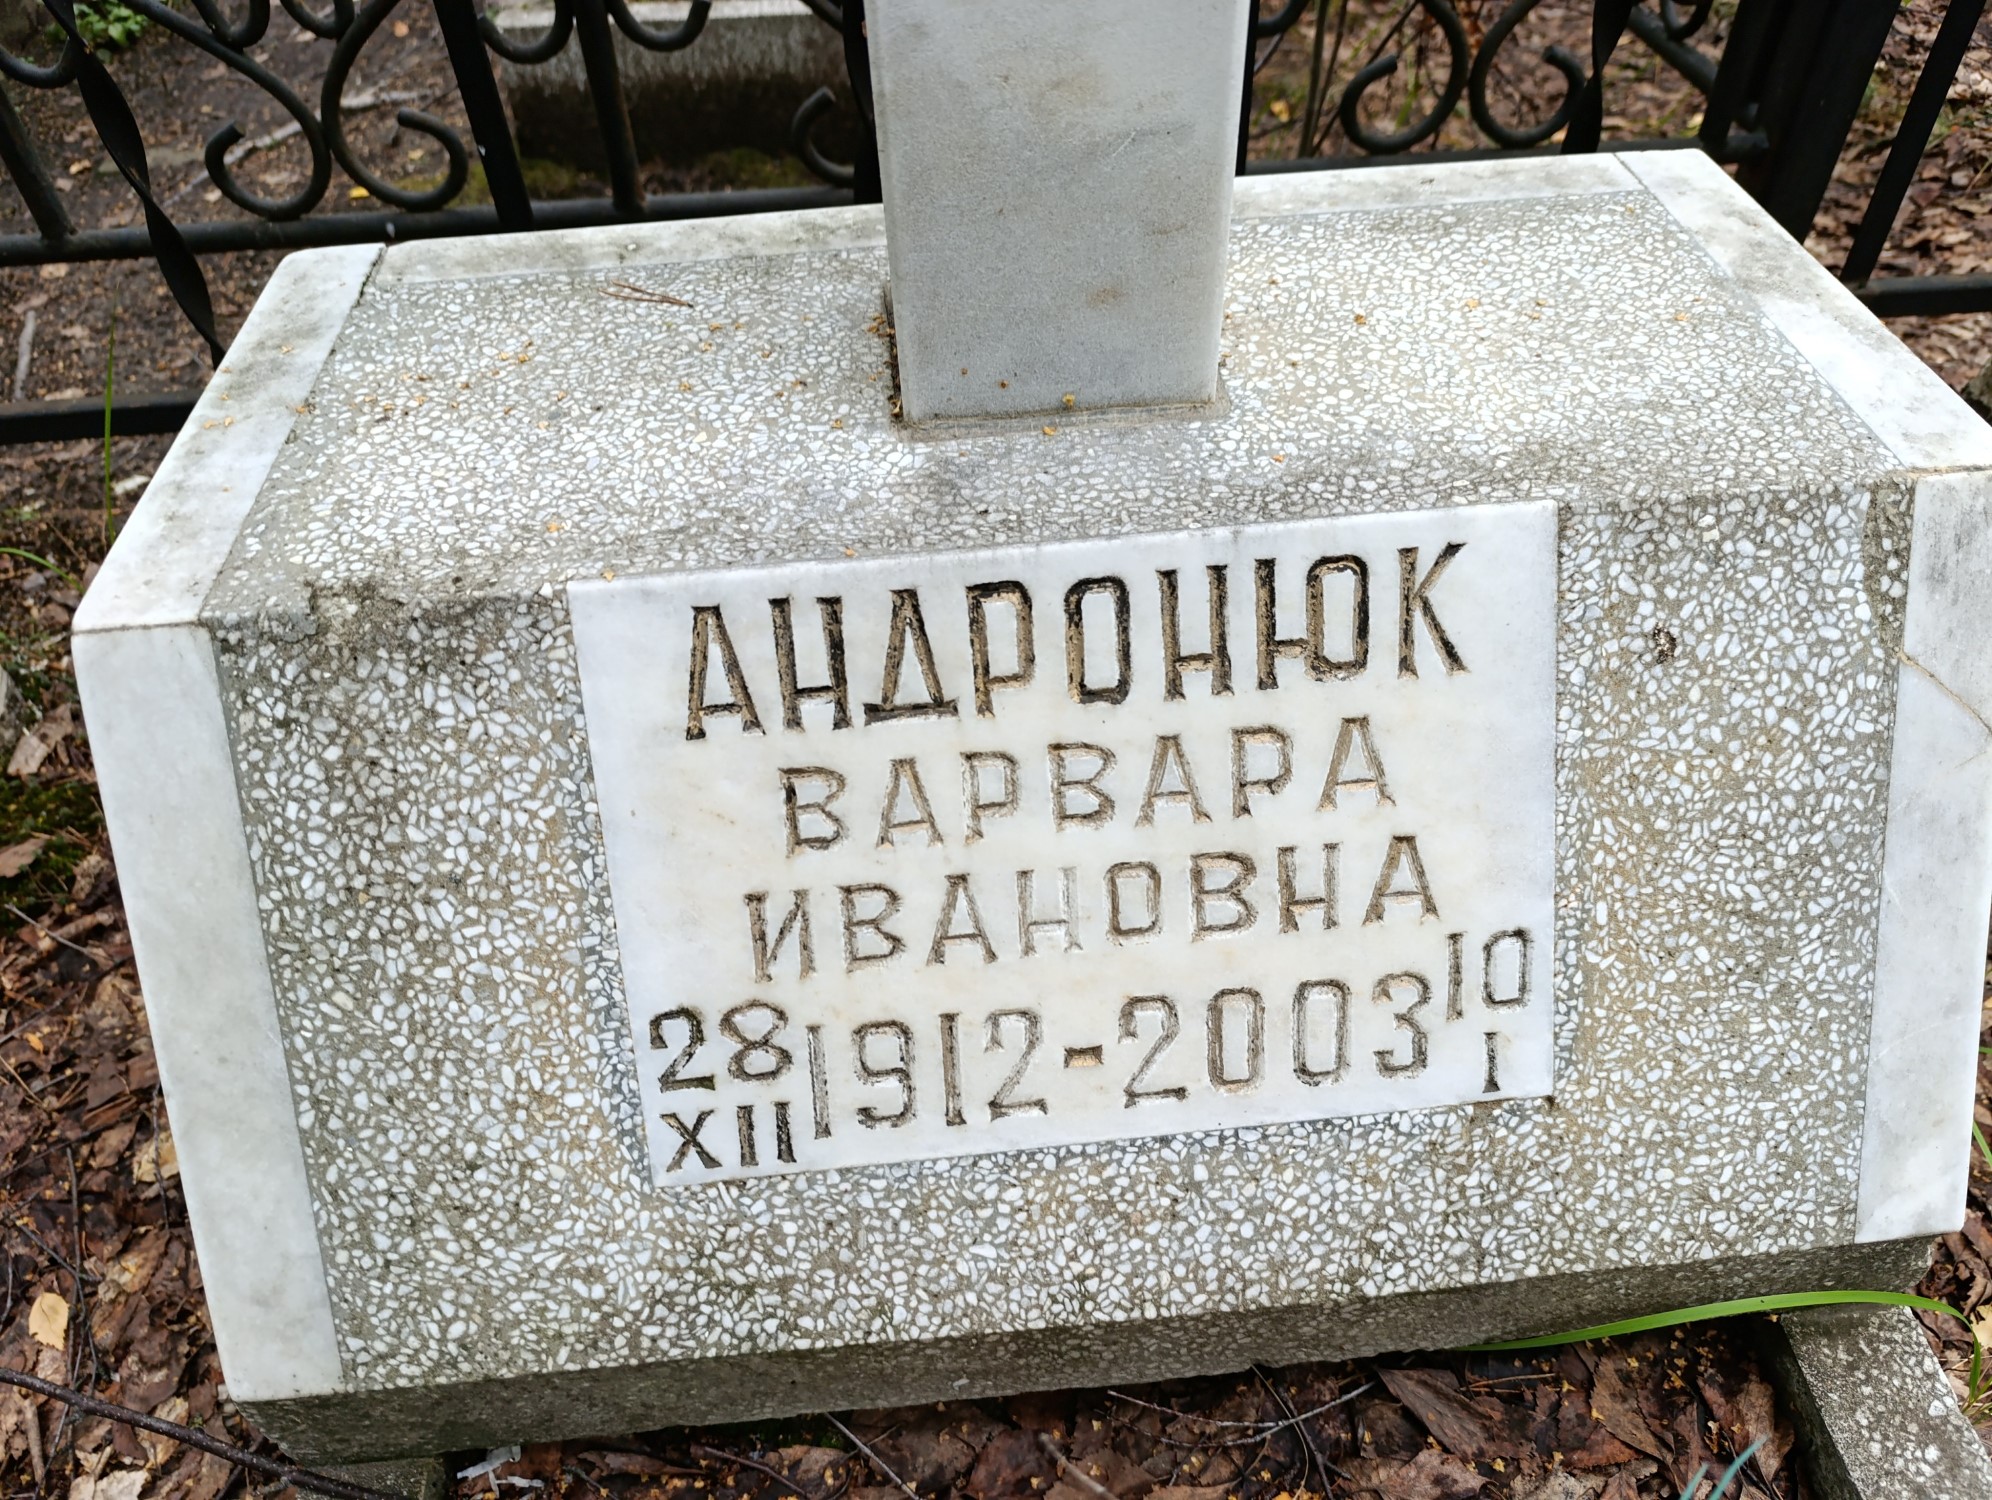 АНДРОНЮК
ВАРВАРА
ИВАНОВНА
28 XII 1912-2003 10 I